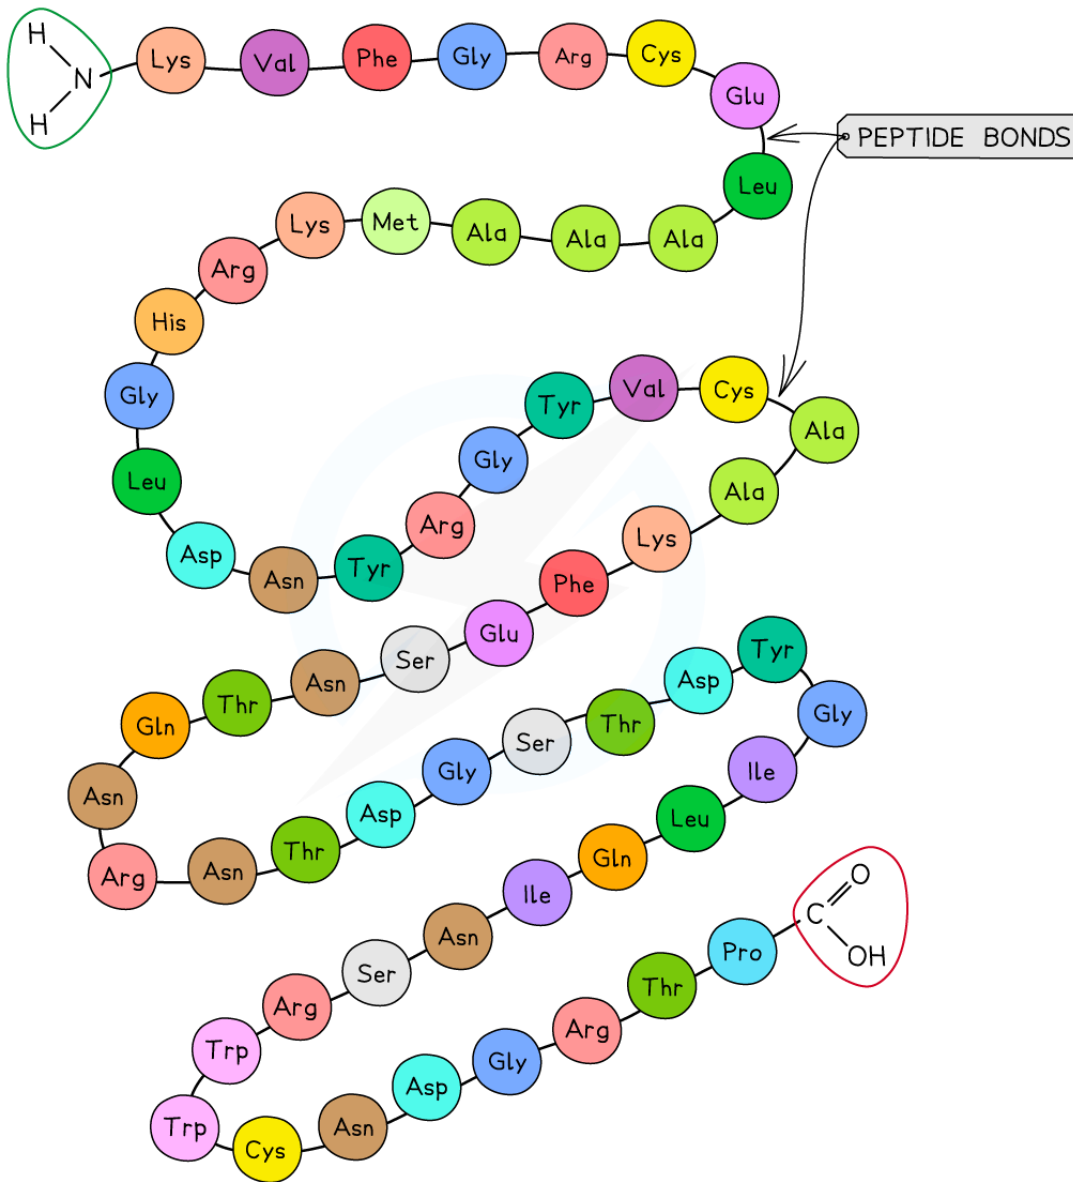 H
N
H
Lys Val Phe Gly Arg Cys Glu
PEPTIDE BONDS
Leu
Ala Ala Ala Met Lys Arg His Gly Leu Asp Asn Tyr Arg Gly Tyr Val Cys Ala
Ala Lys Phe Glu Ser Asn Thr Gln Asn Arg
Asn Thr Asp Gly Ser Thr Asp Tyr Gly
Ile Leu Gln Ile Asn Ser Arg Trp Trp
Cys Asn Asp Gly Arg Thr Pro
C
O
OH